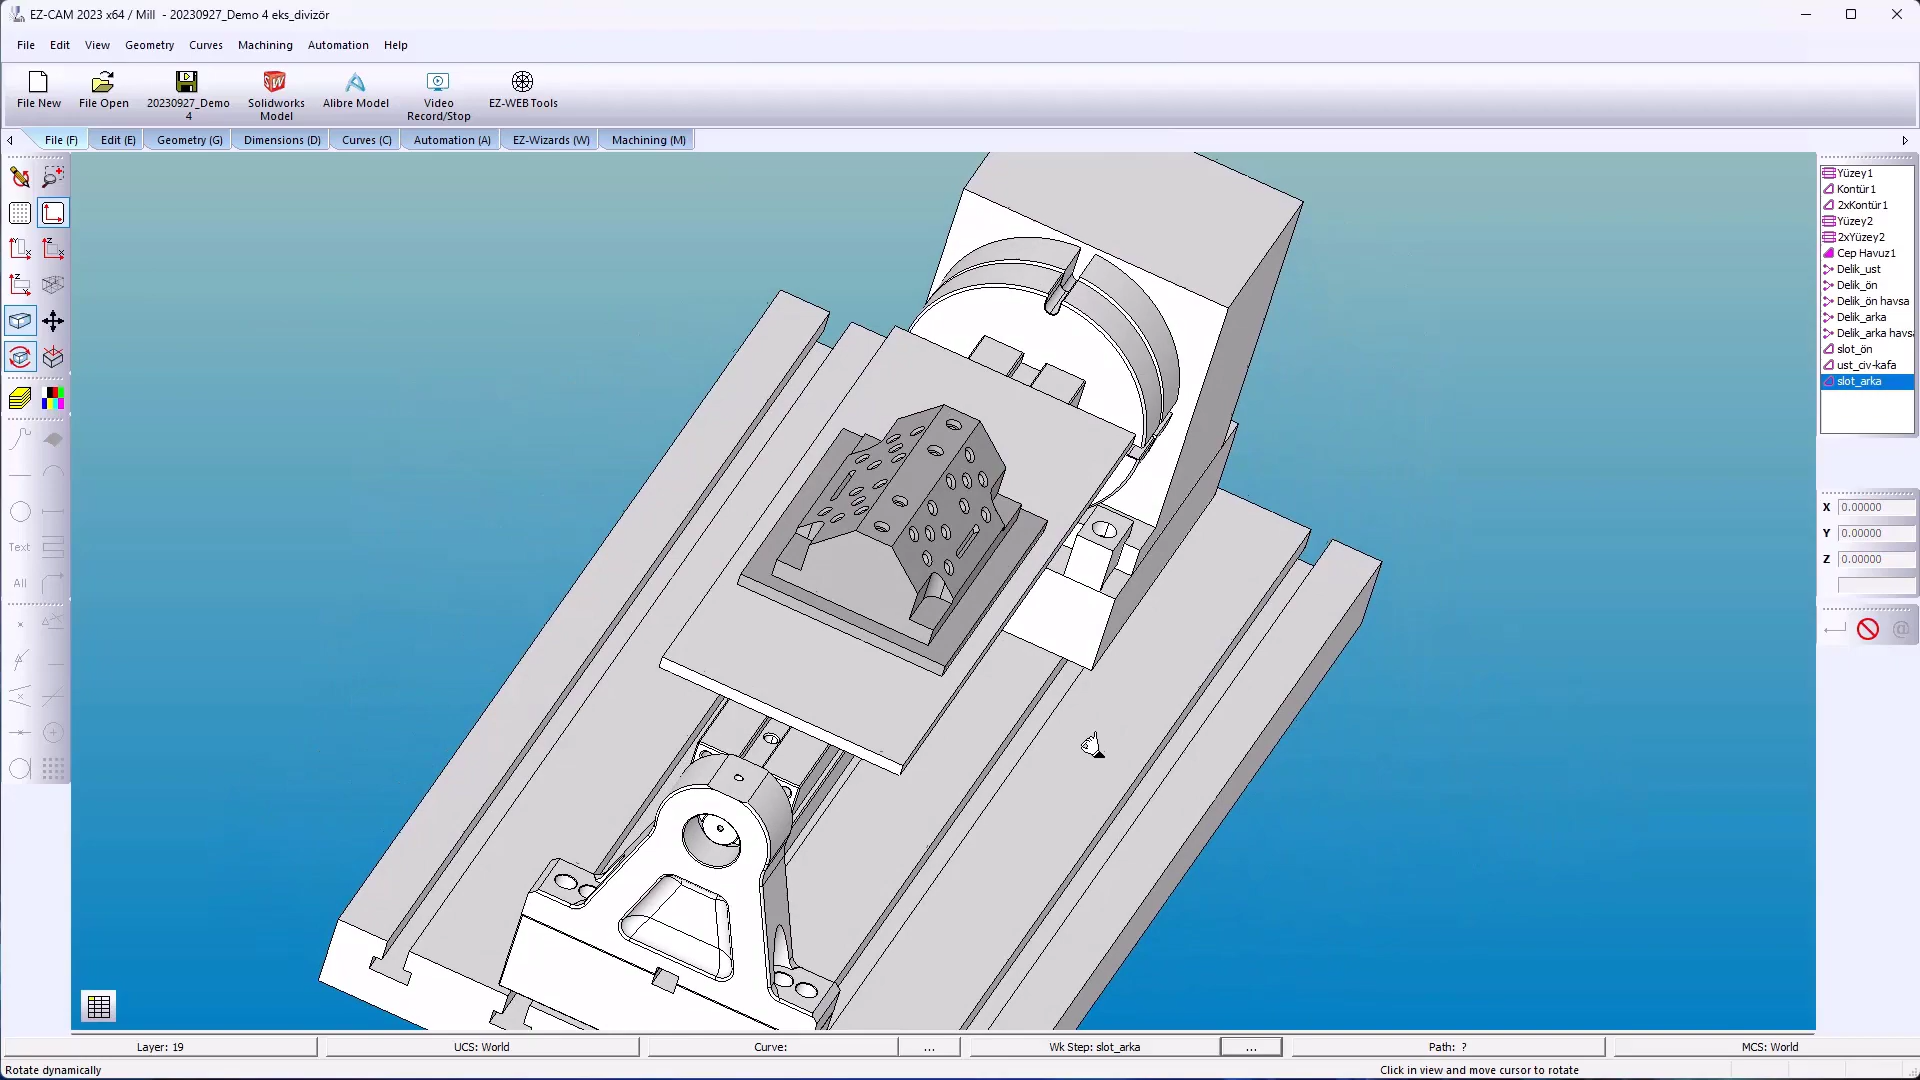 EZ-CAM 2023 x64 / Mill - 20230927_Demo 4 eks_divizör
File Edit View Geometry Curves Machining Automation Help
File New File Open 20230927_Demo 4 Solidworks Model Alibre Model Video Record/Stop EZ-WEB Tools
File (F) Edit (E) Geometry (G) Dimensions (D) Curves (C) Automation (A) EZ-Wizards (W) Machining (M)
Yüzey1
Kontür1
2xKontür1
Yüzey2
2xYüzey2
Cep Havuz1
Delik_ust
Delik_ön
Delik_ön havsa
Delik_arka
Delik_arka havs
slot_ön
ust_civ-kafa
slot_arka
X 0.00000
Y 0.00000
Z 0.00000
Text
All
Layer: 19 UCS: World Curve: ... Wk Step: slot_arka ... Path: ? MCS: World
Rotate dynamically Click in view and move cursor to rotate